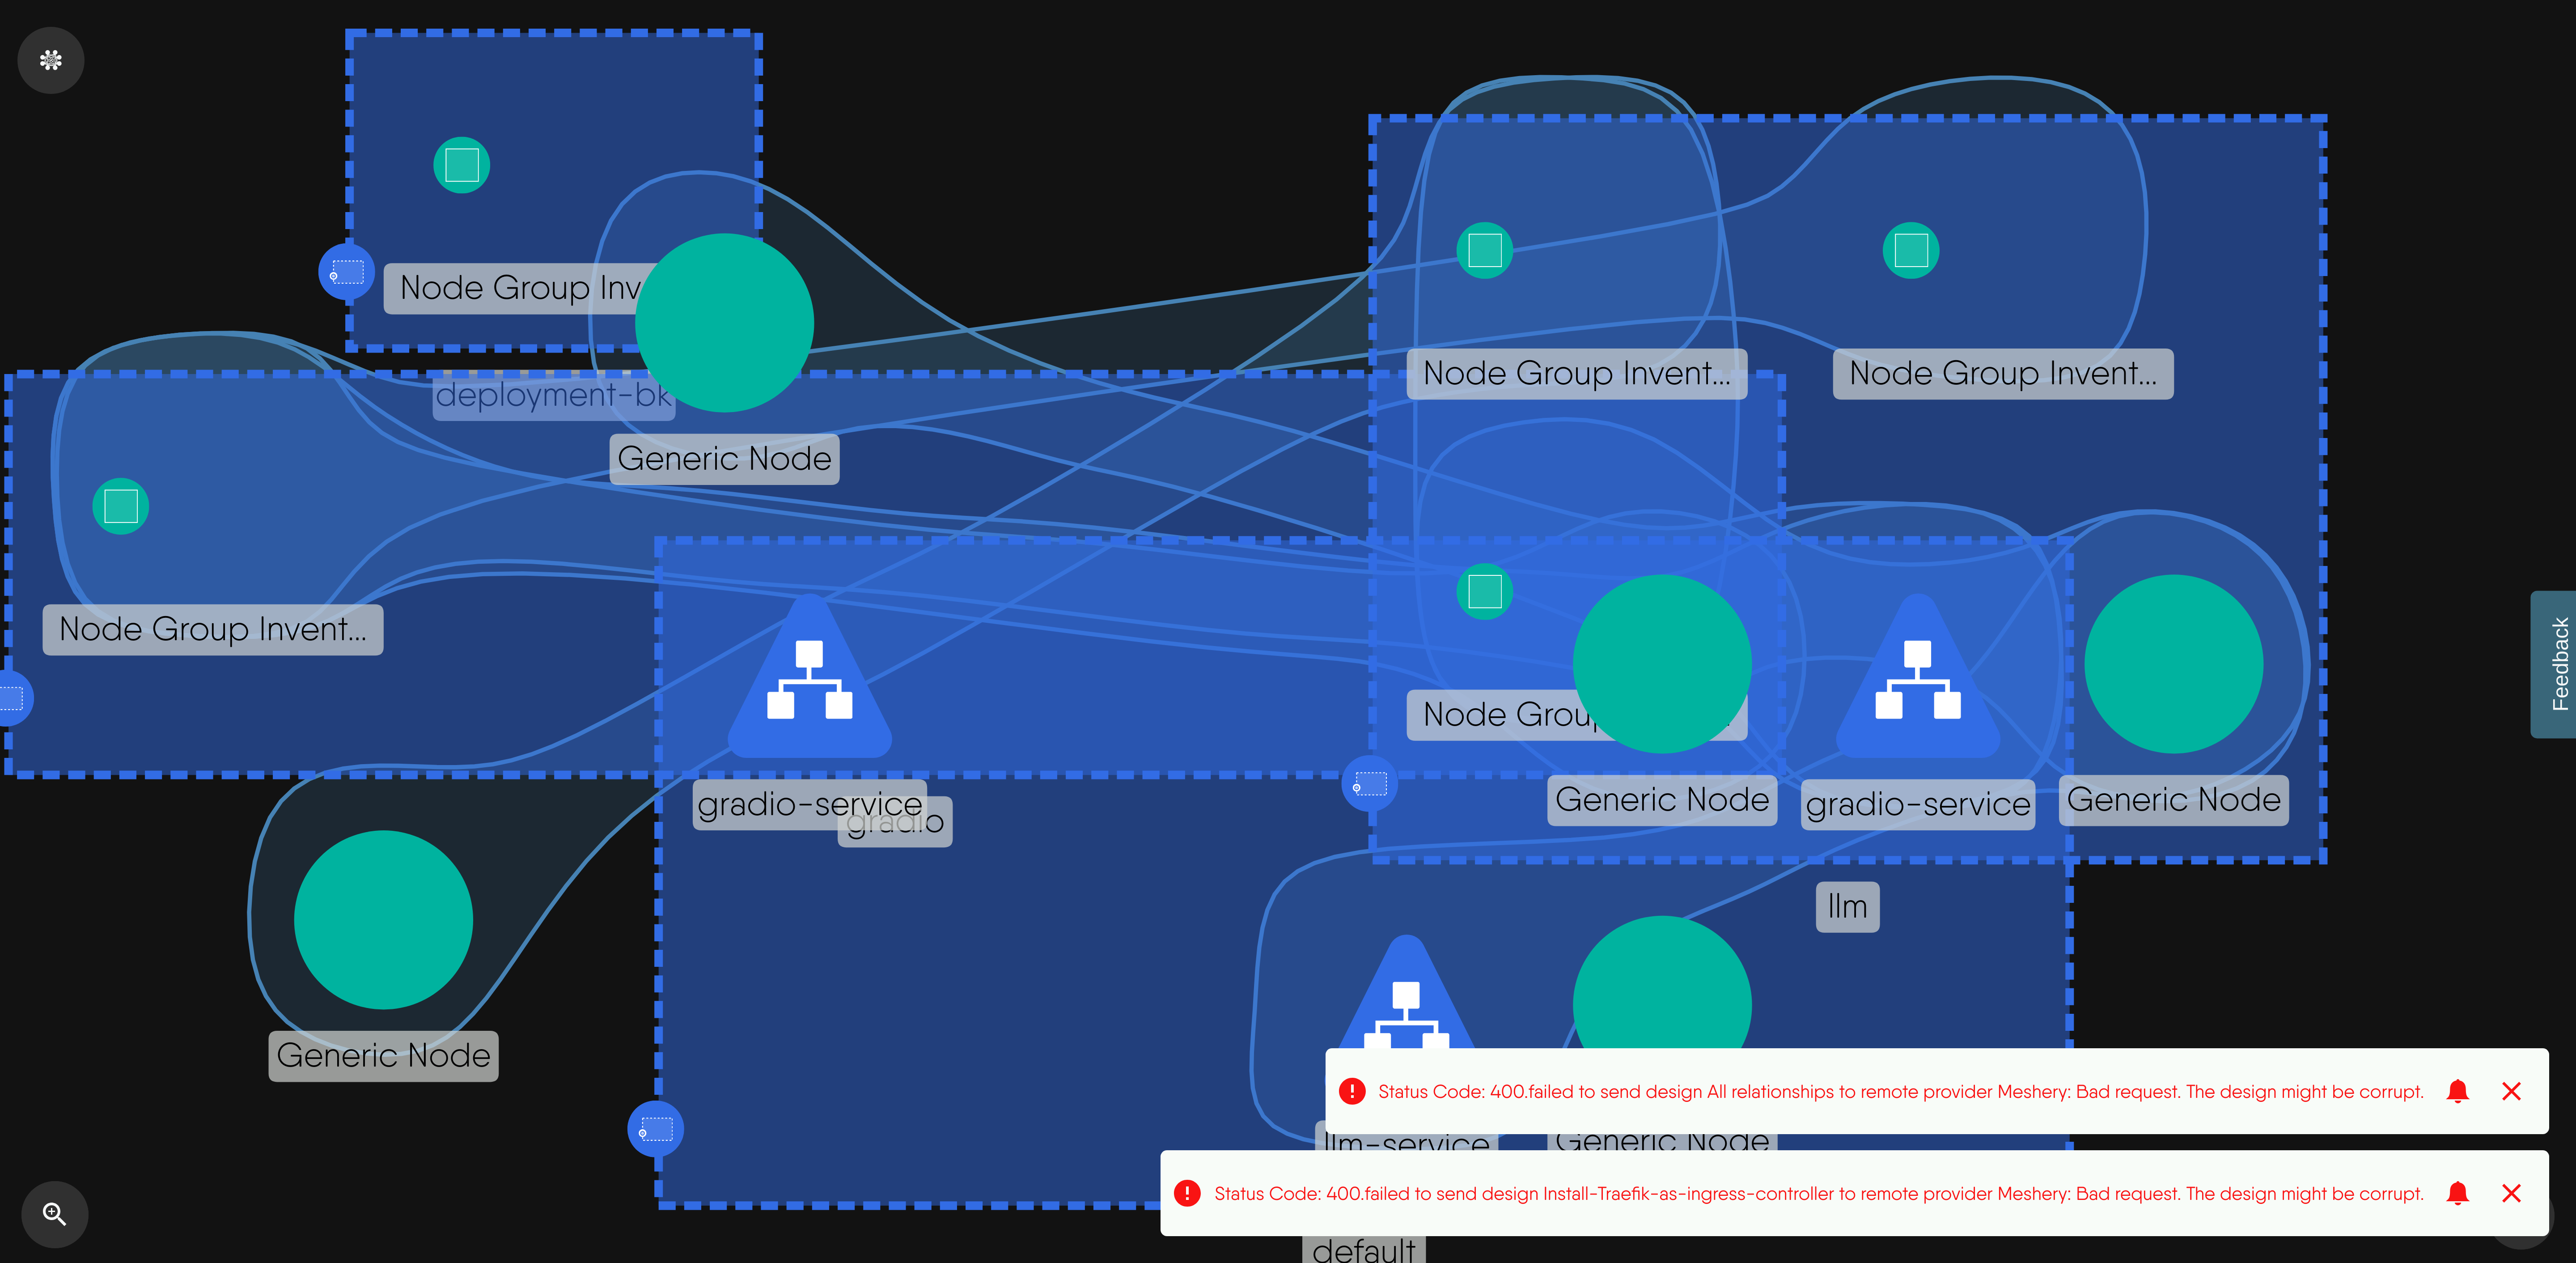 Node Group Inv
deployment-bk
Generic Node
Node Group Invent...
Node Group Invent...
Node Group Invent...
Node Grou
gradio-service
gradio
Generic Node
gradio-service
Generic Node
llm
Generic Node
Status Code: 400.failed to send design All relationships to remote provider Meshery: Bad request. The design might be corrupt.
llm-service
Generic Node
Status Code: 400.failed to send design Install-Traefik-as-ingress-controller to remote provider Meshery: Bad request. The design might be corrupt.
default
Feedback